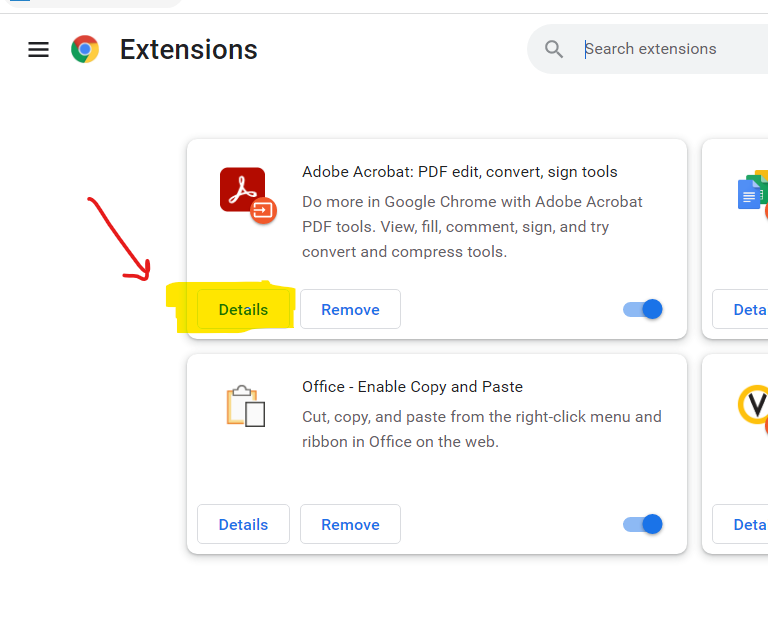 Extensions
Search extensions
Adobe Acrobat: PDF edit, convert, sign tools
Do more in Google Chrome with Adobe Acrobat
PDF tools. View, fill, comment, sign, and try
convert and compress tools.
Details
Remove
Deta
Office - Enable Copy and Paste
Cut, copy, and paste from the right-click menu and
ribbon in Office on the web.
Details
Remove
Deta